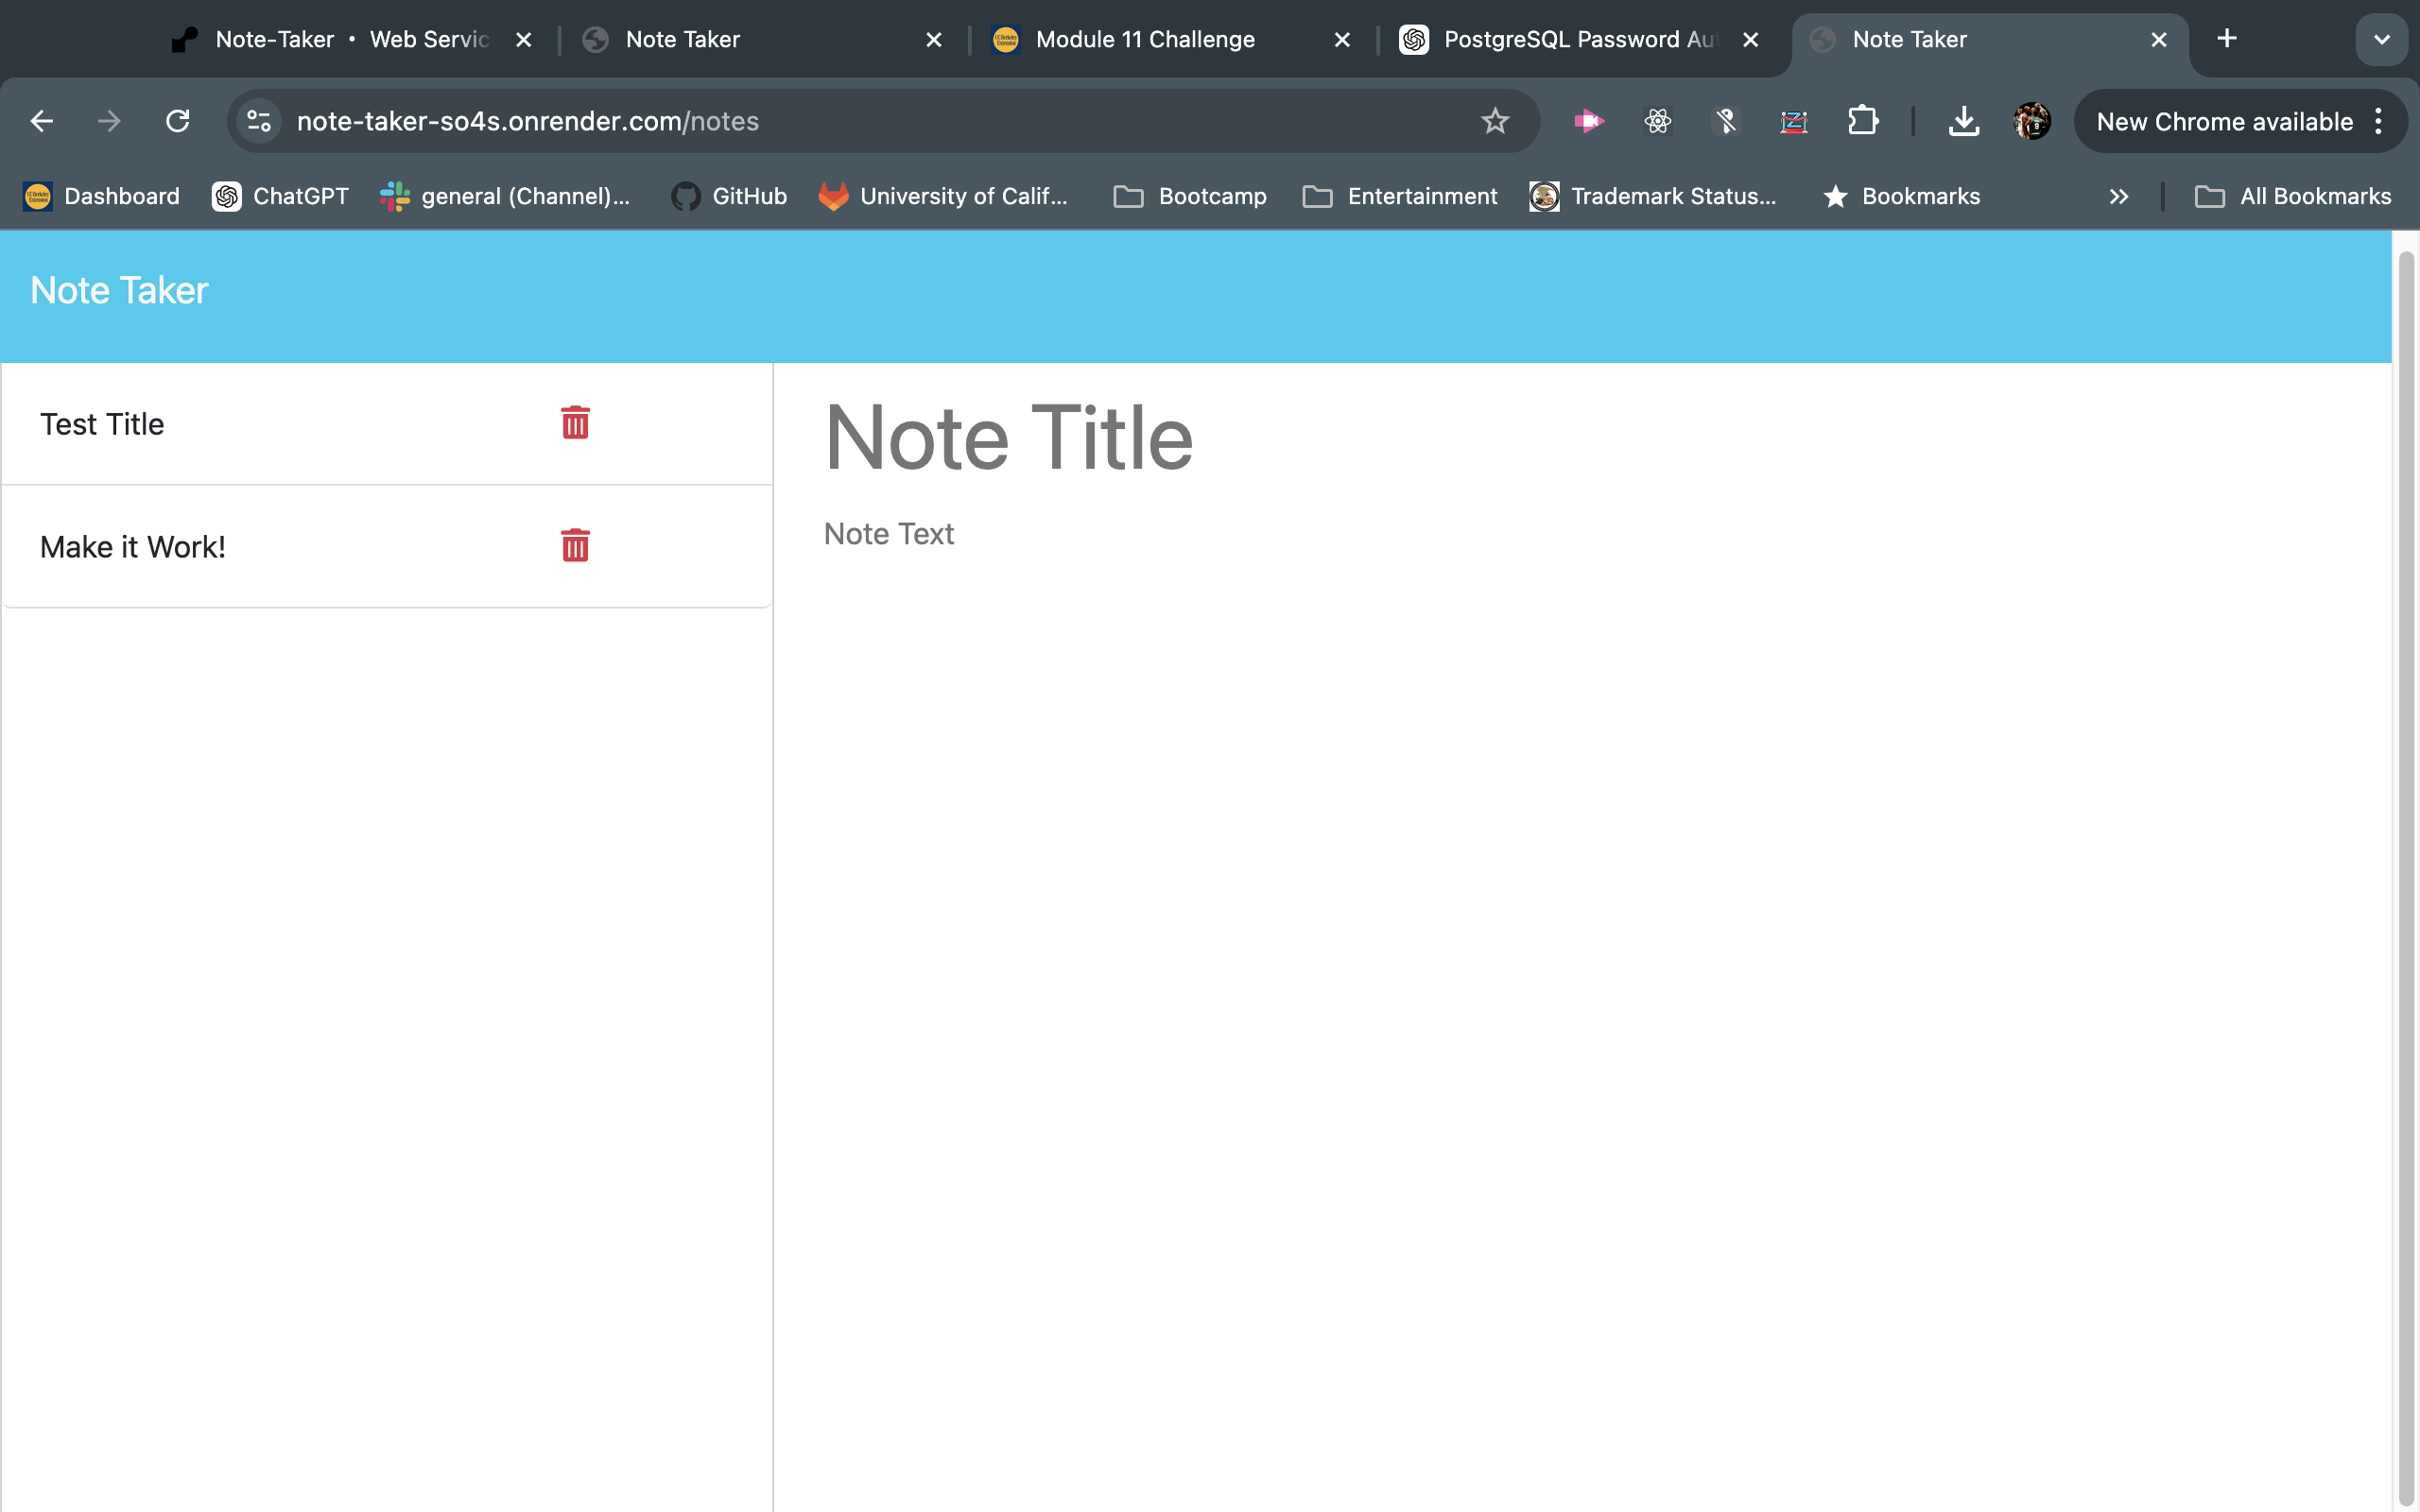 Note-Taker • Web Servic
Note Taker
Module 11 Challenge
PostgreSQL Password Au
Note Taker
note-taker-so4s.onrender.com/notes
New Chrome available
Dashboard
ChatGPT
general (Channel)...
GitHub
University of Calif...
Bootcamp
Entertainment
Trademark Status...
Bookmarks
All Bookmarks
Note Taker
Test Title
Make it Work!
Note Title
Note Text